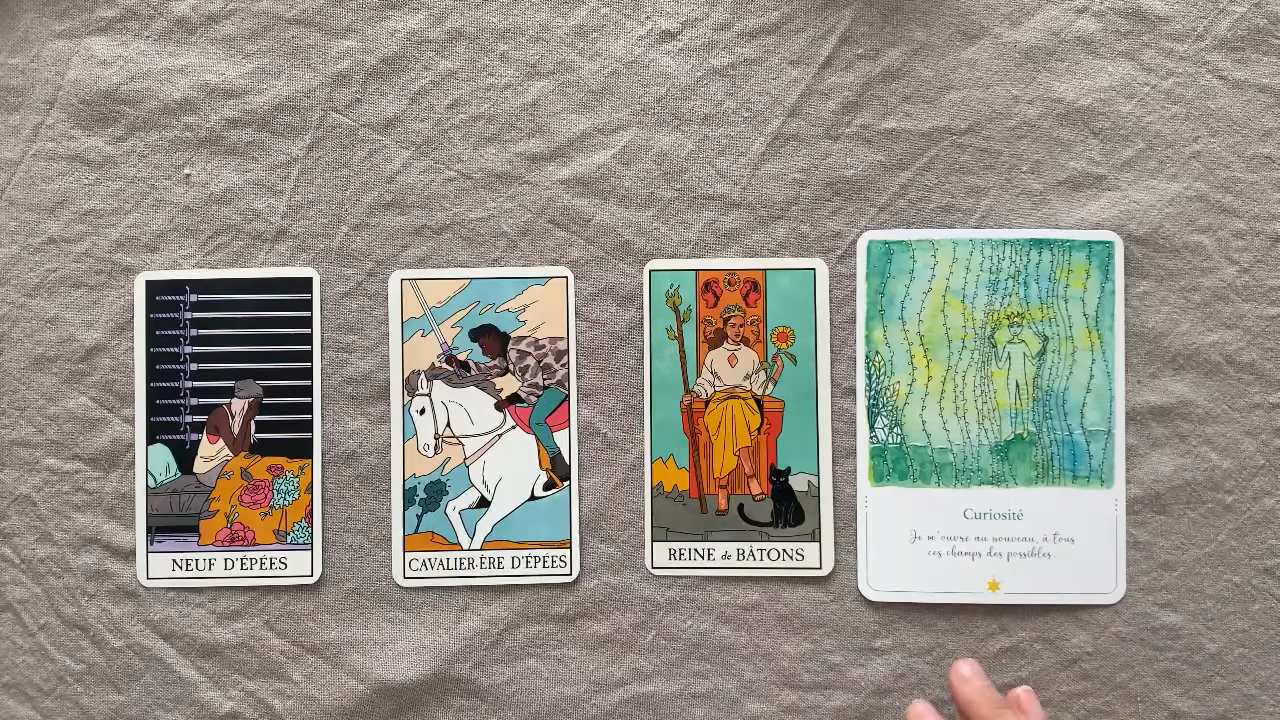 NEUF D'ÉPÉES
CAVALIER·ÈRE D'ÉPÉES
REINE de BÂTONS
Curiosité
Je m'ouvre au nouveau, à tous
ces champs des possibles.